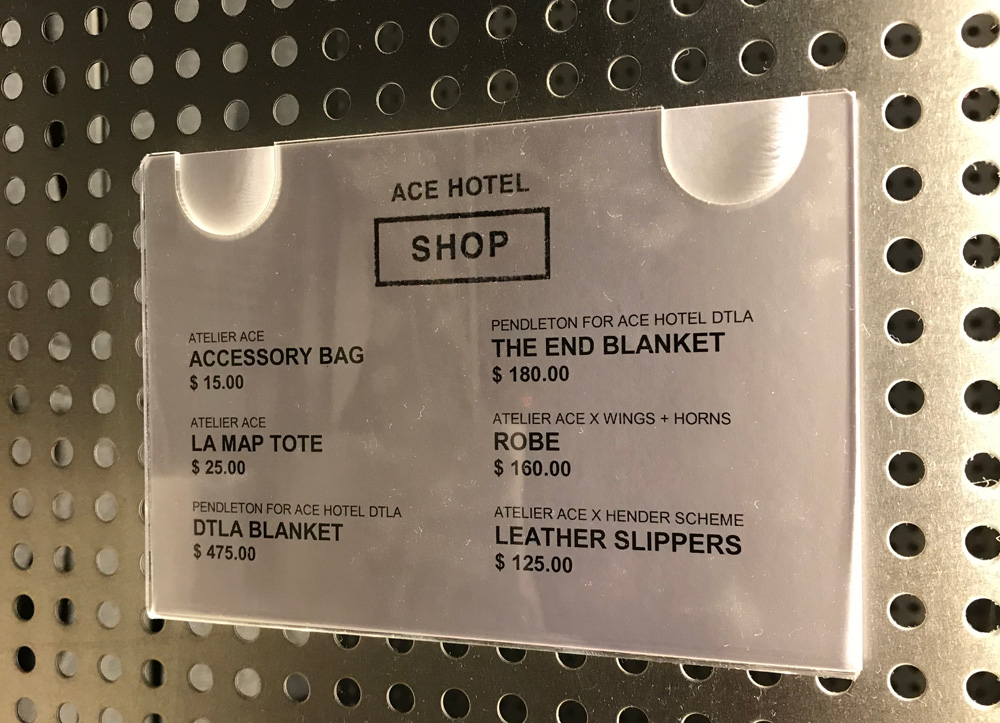 ACE HOTEL
SHOP
ATELIER ACE
ACCESSORY BAG
$ 15.00
ATELIER ACE
LA MAP TOTE
$ 25.00
PENDLETON FOR ACE HOTEL DTLA
DTLA BLANKET
$ 475.00
PENDLETON FOR ACE HOTEL DTLA
THE END BLANKET
$ 180.00
ATELIER ACE X WINGS + HORNS
ROBE
$ 160.00
ATELIER ACE X HENDER SCHEME
LEATHER SLIPPERS
$ 125.00